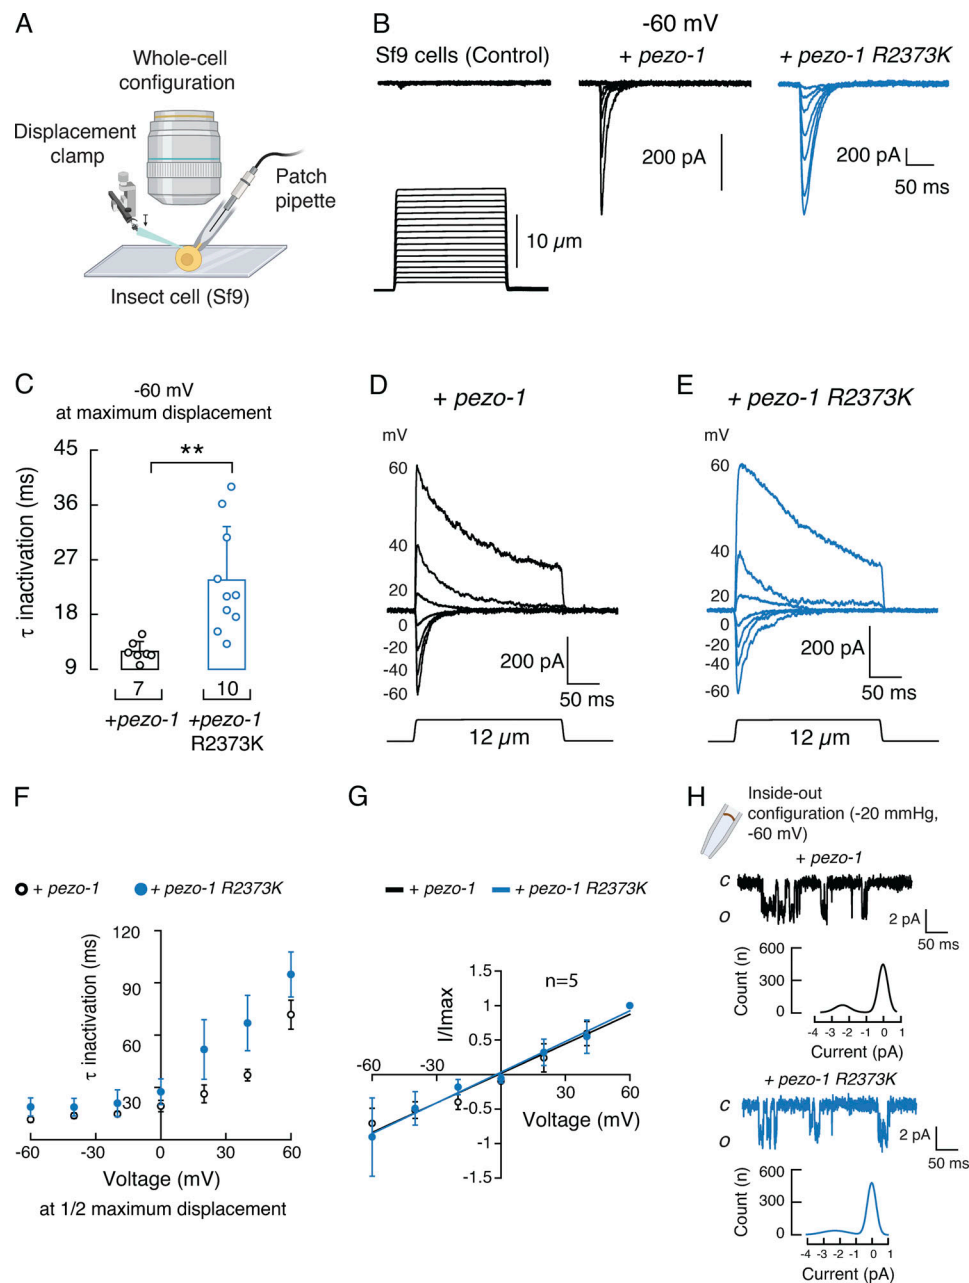 A
Whole-cell
configuration
Displacement
clamp
Patch
pipette
Insect cell (Sf9)
B
-60 mV
Sf9 cells (Control)
+ pezo-1
+ pezo-1 R2373K
200 pA
200 pA
50 ms
10 µm
C
-60 mV
at maximum displacement
τ inactivation (ms)
45
36
27
18
9
**
7
10
+pezo-1
+pezo-1
R2373K
D
+ pezo-1
mV
60
40
20
0
-20
-40
-60
200 pA
50 ms
12 µm
E
+ pezo-1 R2373K
mV
60
40
20
0
-20
-40
-60
200 pA
50 ms
12 µm
F
+ pezo-1
+ pezo-1 R2373K
τ inactivation (ms)
120
90
60
30
-60
-30
0
30
60
Voltage (mV)
at 1/2 maximum displacement
G
+ pezo-1
+ pezo-1 R2373K
I/Imax
n=5
1.5
1
0.5
-0.5
-1
-1.5
-60
-30
0
30
60
Voltage (mV)
H
Inside-out
configuration (-20 mmHg,
-60 mV)
+ pezo-1
C
O
2 pA
50 ms
Count (n)
600
300
0
-4
-3
-2
-1
0
1
Current (pA)
+ pezo-1 R2373K
C
O
2 pA
50 ms
Count (n)
600
300
0
-4
-3
-2
-1
0
1
Current (pA)